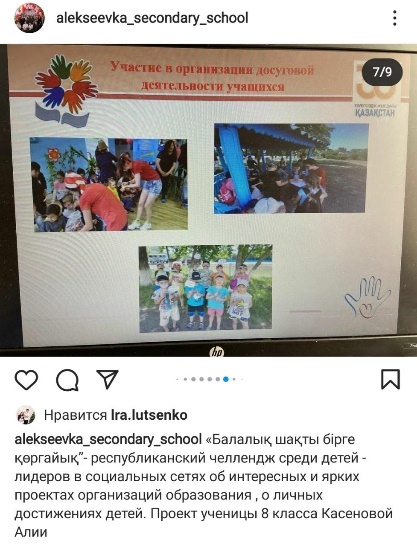 alekseevka_secondary_school
Участие в организации досуговой
деятельности учащихся
7/9
ҚАЗАҚСТАН
hp
Нравится Ira.lutsenko
alekseevka_secondary_school «Балалық шақты бірге
қорғайық”- республиканский челлендж среди детей -
лидеров в социальных сетях об интересных и ярких
проектах организаций образования , о личных
достижениях детей. Проект ученицы 8 класса Касеновой
Алии